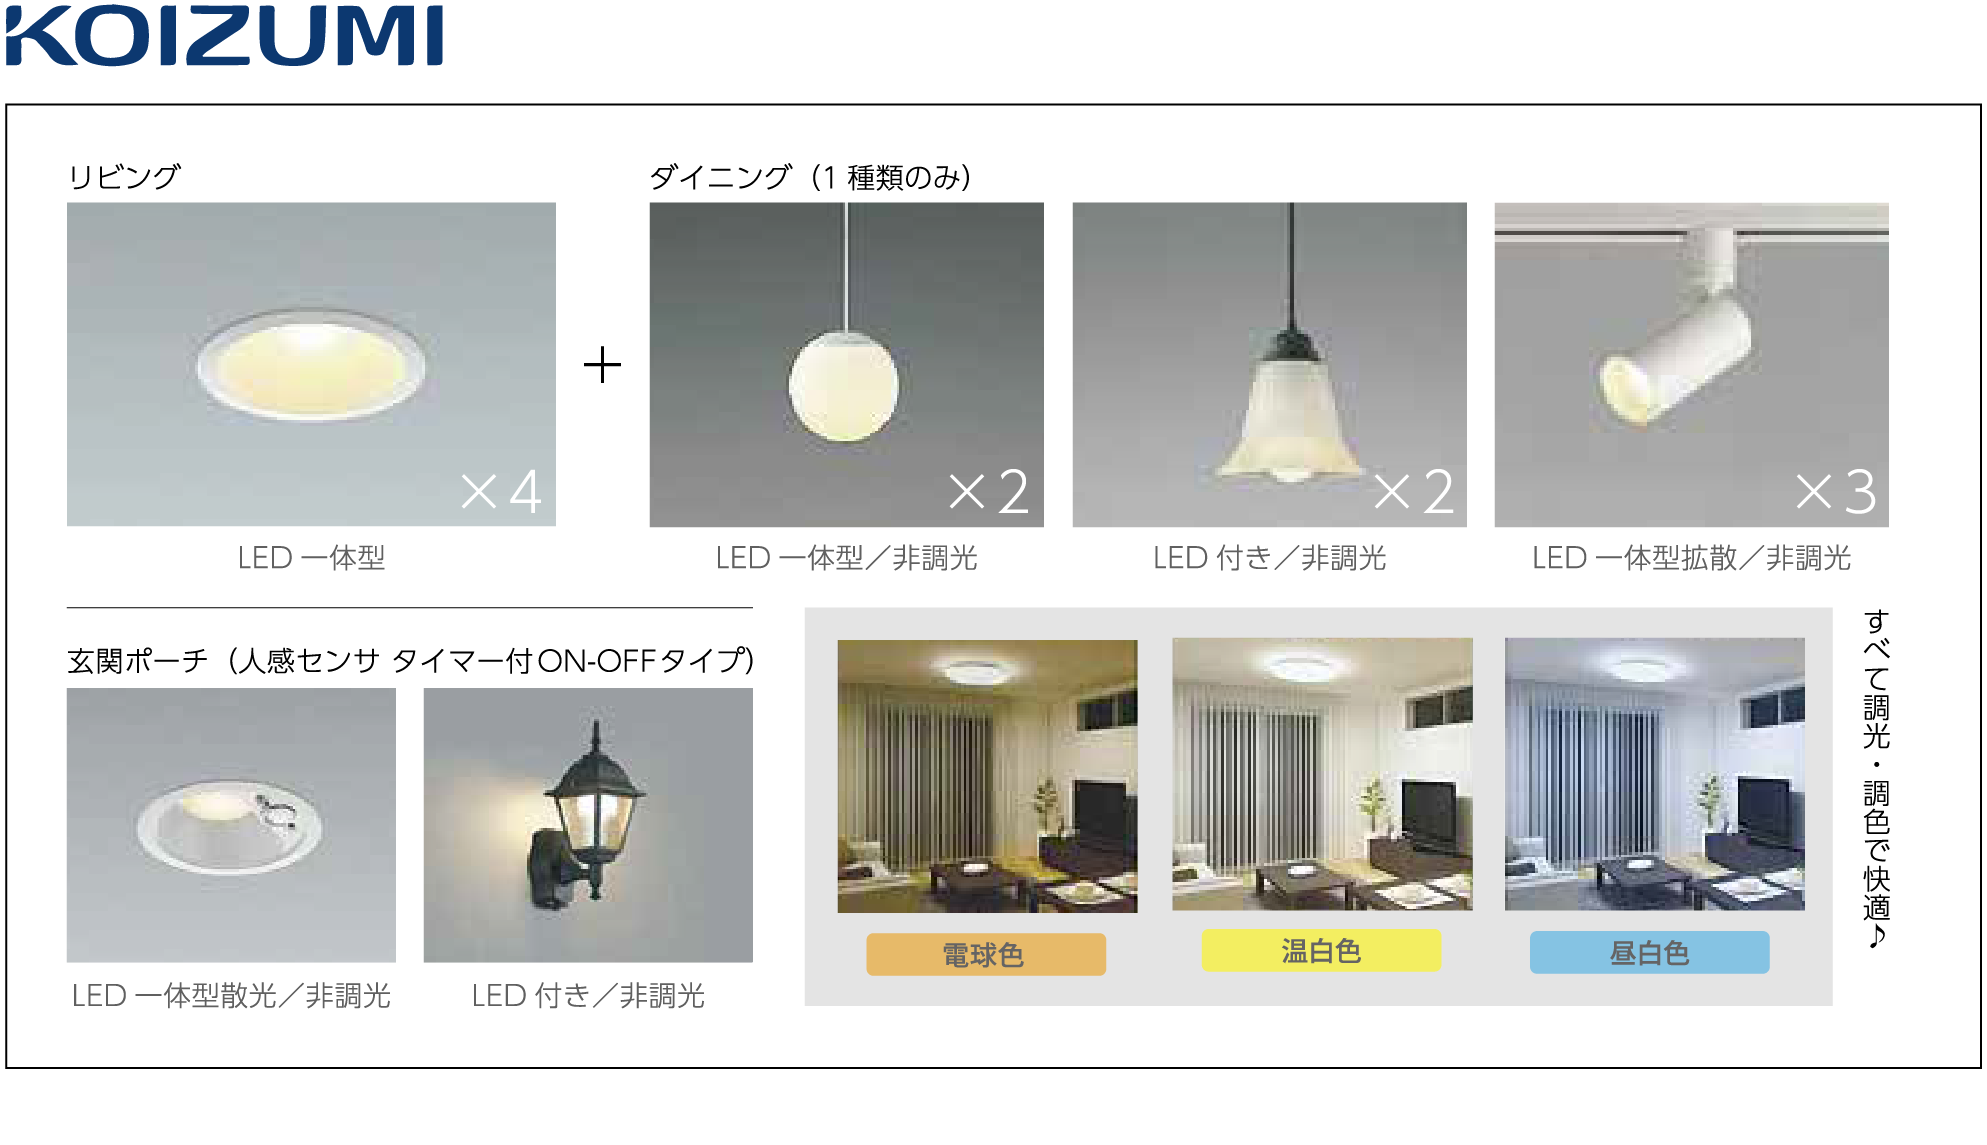 KOIZUMI
リビング
ダイニング（1 種類のみ）
×4
+
×2
×2
×3
LED 一体型
LED 一体型／非調光
LED 付き／非調光
LED 一体型拡散／非調光
玄関ポーチ（人感センサ タイマー付ON-OFFタイプ）
LED 一体型散光／非調光
LED 付き／非調光
電球色
温白色
昼白色
すべて調光・調色で快適♪